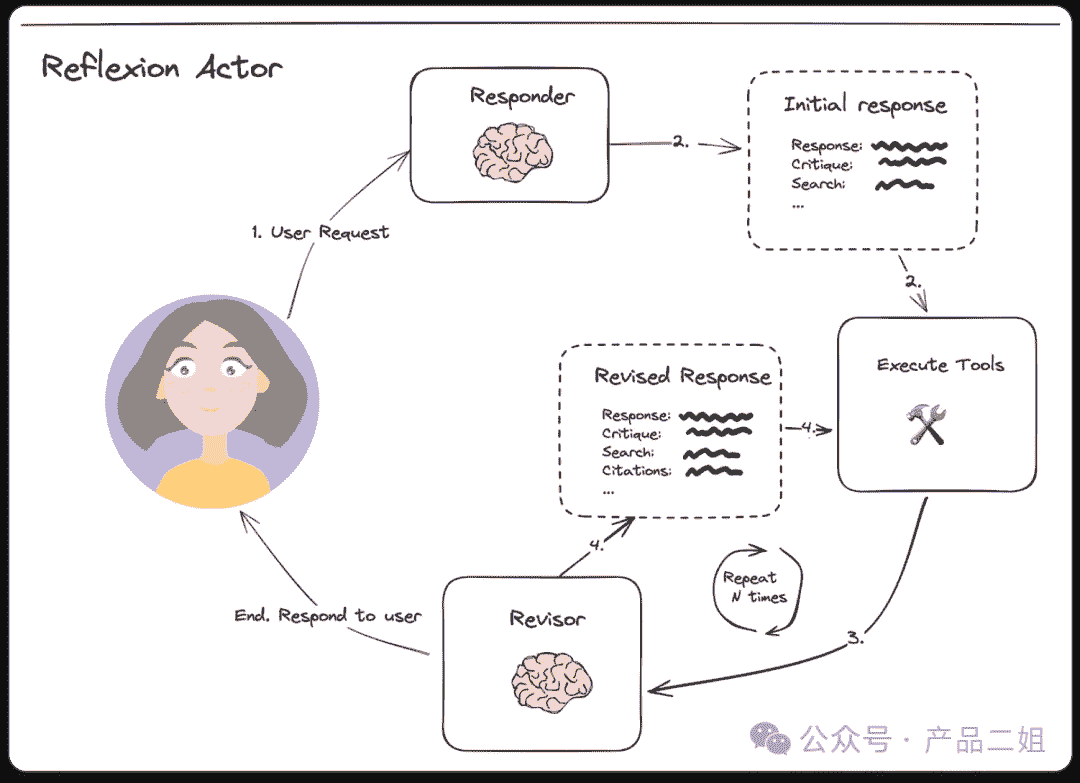 Reflexion Actor
Responder
1. User Request
2.
Initial response
Response:
Critique:
Search:
...
2.
Execute Tools
Revised Response
Response:
Critique:
Search:
Citations:
...
4.
4.
Repeat
N times
3.
Revisor
End. Respond to user
公众号 · 产品二姐